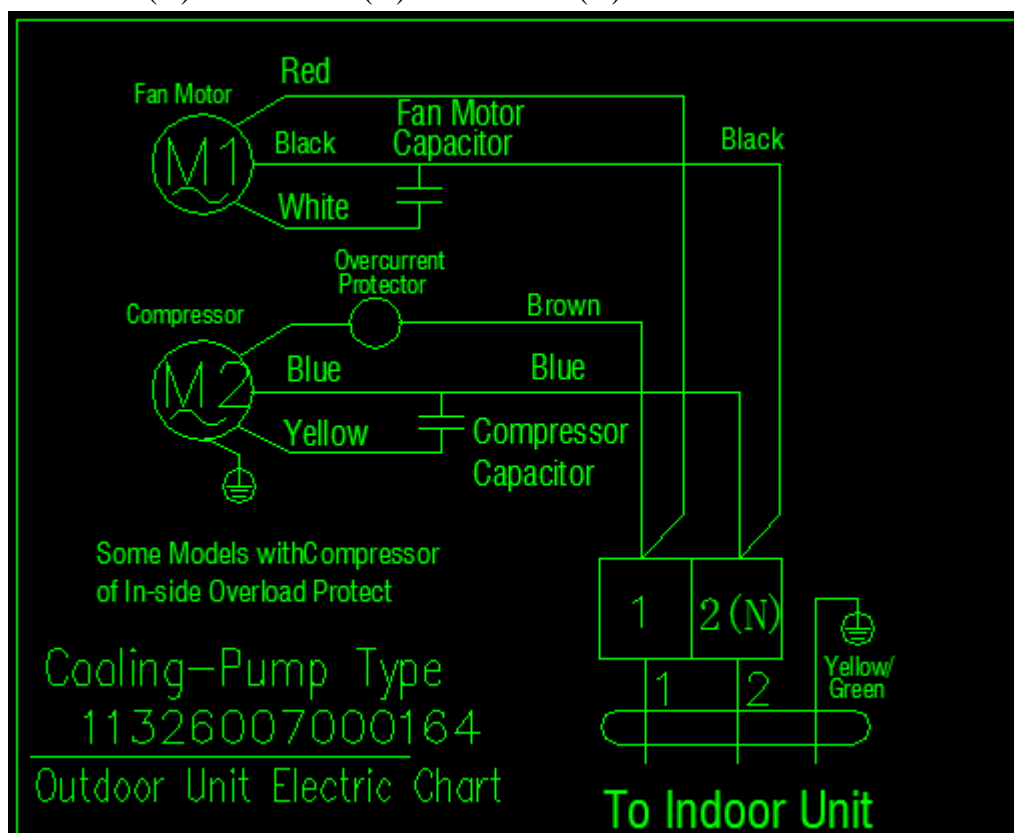 Red
Fan Motor
Fan Motor
Capacitor
Black
Black
M1
White
Overcurrent
Protector
Brown
Compressor
Blue
Blue
M2
Yellow
Compressor
Capacitor
Some Models withCompressor
of In-side Overload Protect
1
2(N)
Cooling-Pump Type
Yellow/
Green
1
2
11326007000164
Outdoor Unit Electric Chart
To Indoor Unit